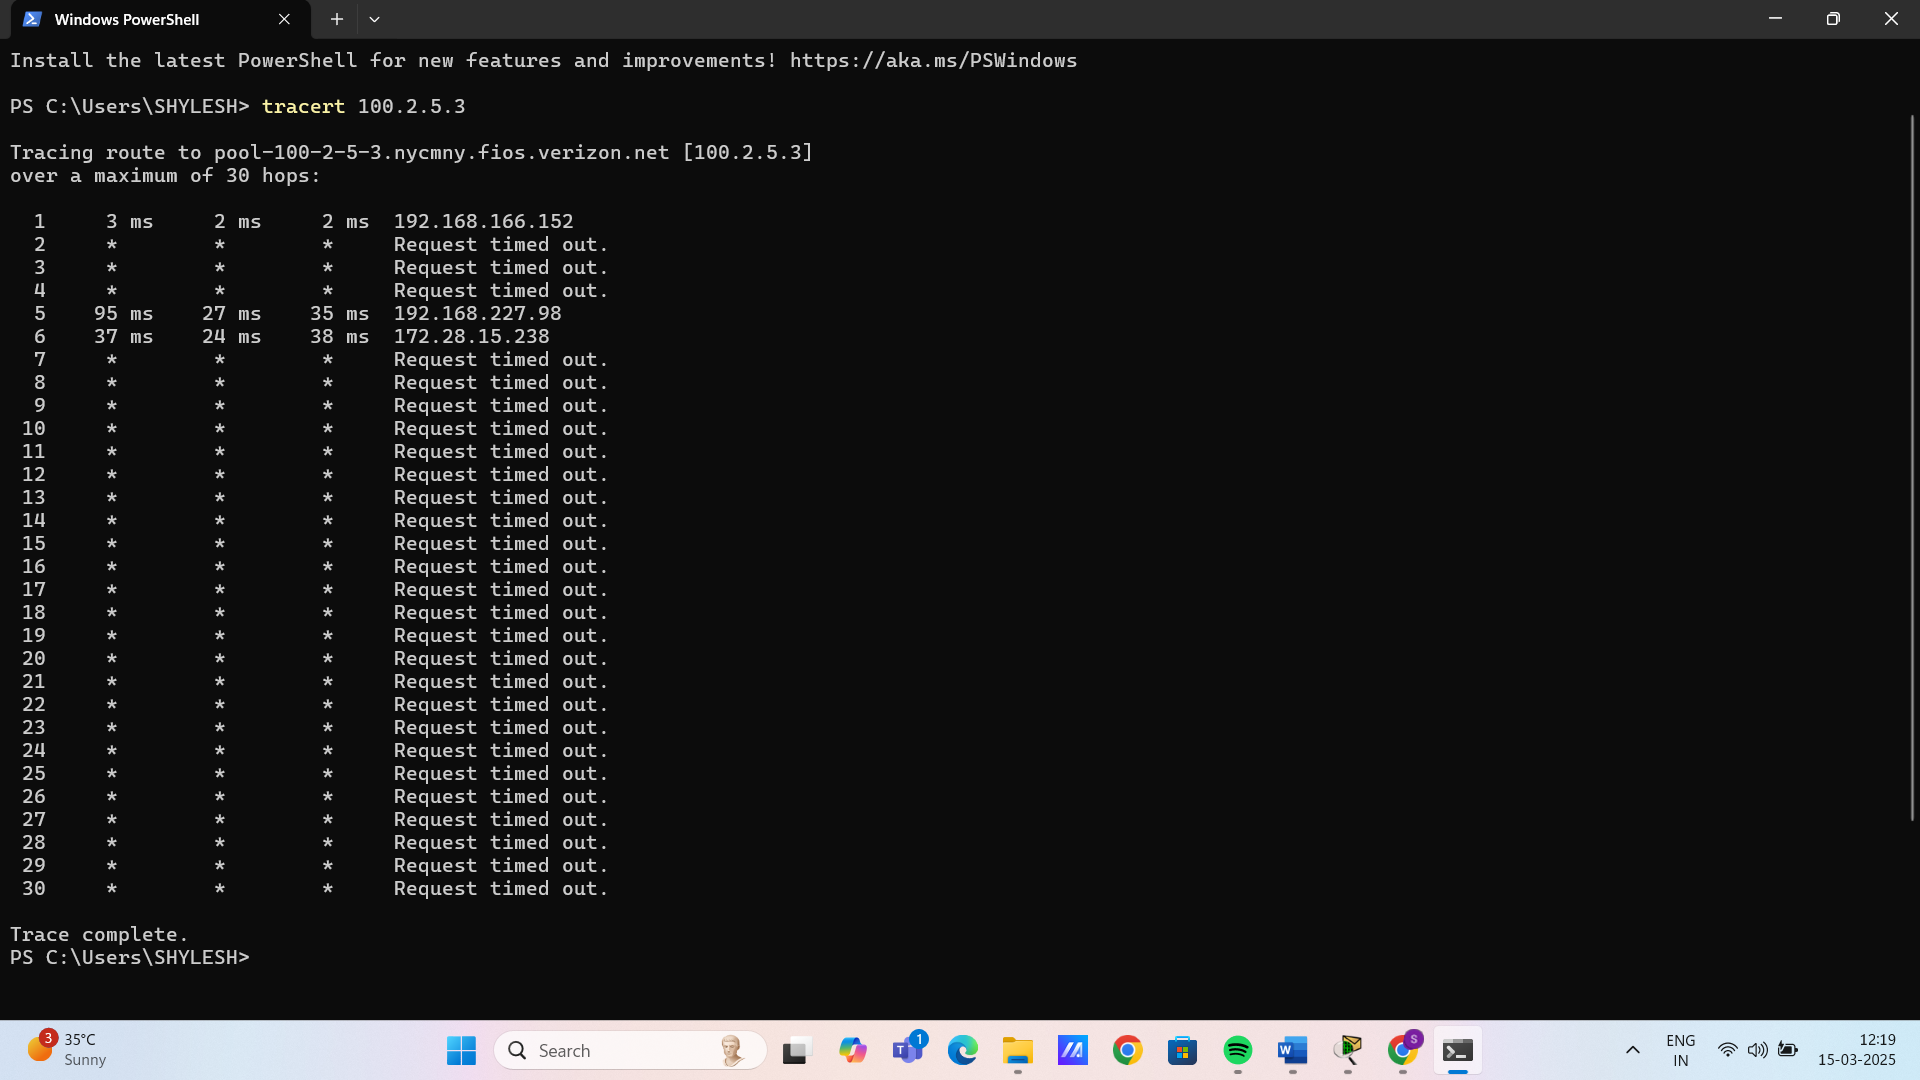 Windows PowerShell
Install the latest PowerShell for new features and improvements! https://aka.ms/PSWindows
PS C:\Users\SHYLESH> tracert 100.2.5.3
Tracing route to pool-100-2-5-3.nycmny.fios.verizon.net [100.2.5.3]
over a maximum of 30 hops:
1 3 ms 2 ms 2 ms 192.168.166.152
2 * * * Request timed out.
3 * * * Request timed out.
4 * * * Request timed out.
5 95 ms 27 ms 35 ms 192.168.227.98
6 37 ms 24 ms 38 ms 172.28.15.238
7 * * * Request timed out.
8 * * * Request timed out.
9 * * * Request timed out.
10 * * * Request timed out.
11 * * * Request timed out.
12 * * * Request timed out.
13 * * * Request timed out.
14 * * * Request timed out.
15 * * * Request timed out.
16 * * * Request timed out.
17 * * * Request timed out.
18 * * * Request timed out.
19 * * * Request timed out.
20 * * * Request timed out.
21 * * * Request timed out.
22 * * * Request timed out.
23 * * * Request timed out.
24 * * * Request timed out.
25 * * * Request timed out.
26 * * * Request timed out.
27 * * * Request timed out.
28 * * * Request timed out.
29 * * * Request timed out.
30 * * * Request timed out.
Trace complete.
PS C:\Users\SHYLESH>
3
35°C
Sunny
Search
1
S
ENG
IN
12:19
15-03-2025